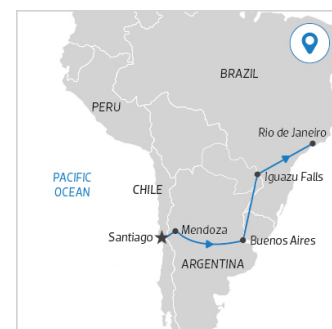 BRAZIL
PERU
Rio de Janeiro
PACIFIC
OCEAN
Iguazu Falls
CHILE
Santiago
Mendoza
Buenos Aires
ARGENTINA